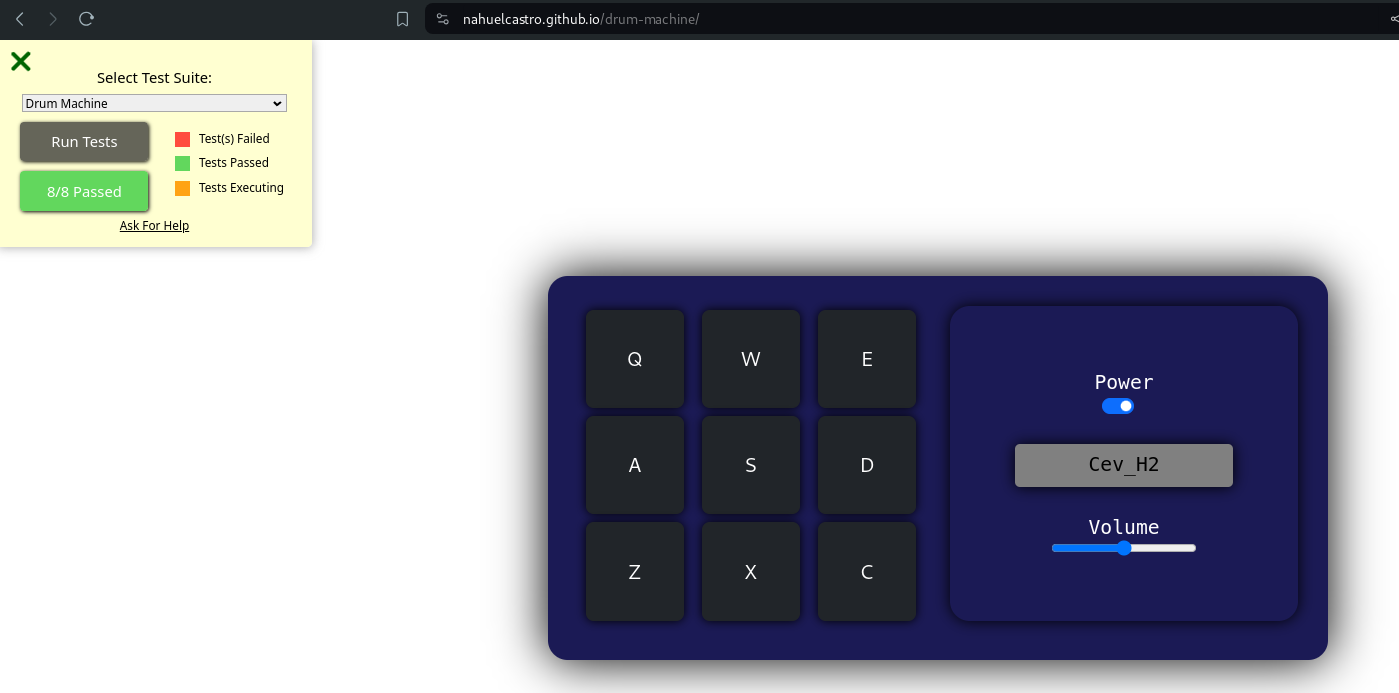 nahuelcastro.github.io/drum-machine/
Select Test Suite:
Drum Machine
Run Tests
Test(s) Failed
Tests Passed
8/8 Passed
Tests Executing
Ask For Help
Q W E
A S D
Z X C
Power
Cev_H2
Volume